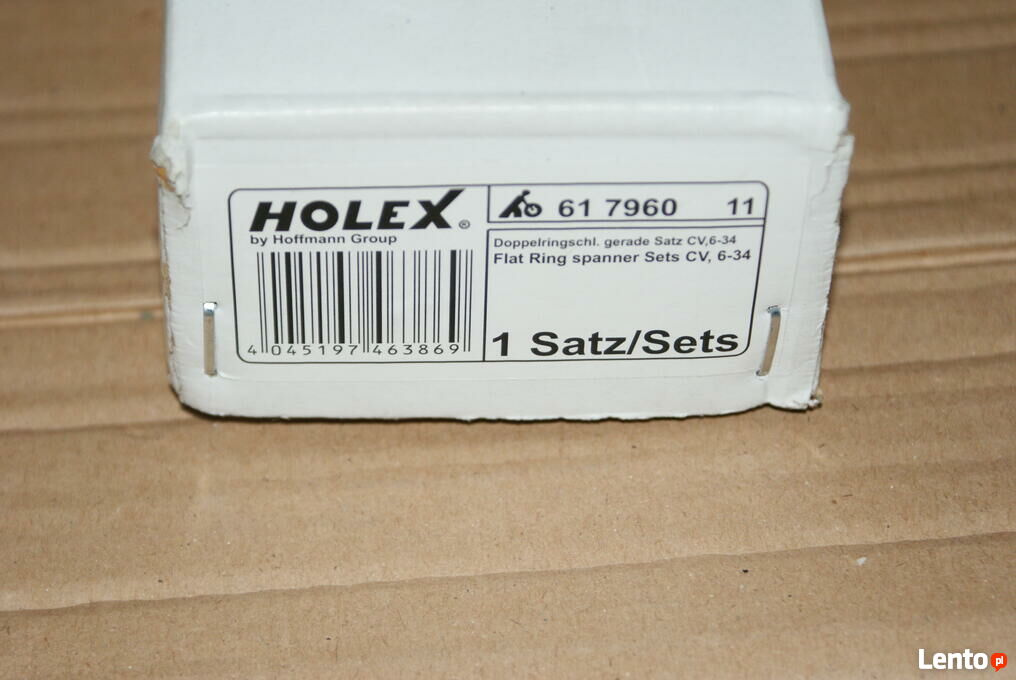 HOLEX®
by Hoffmann Group
4 045197 463869
61 7960 11
Doppelringschl. gerade Satz CV,6-34
Flat Ring spanner Sets CV, 6-34
1 Satz/Sets
Lento pl